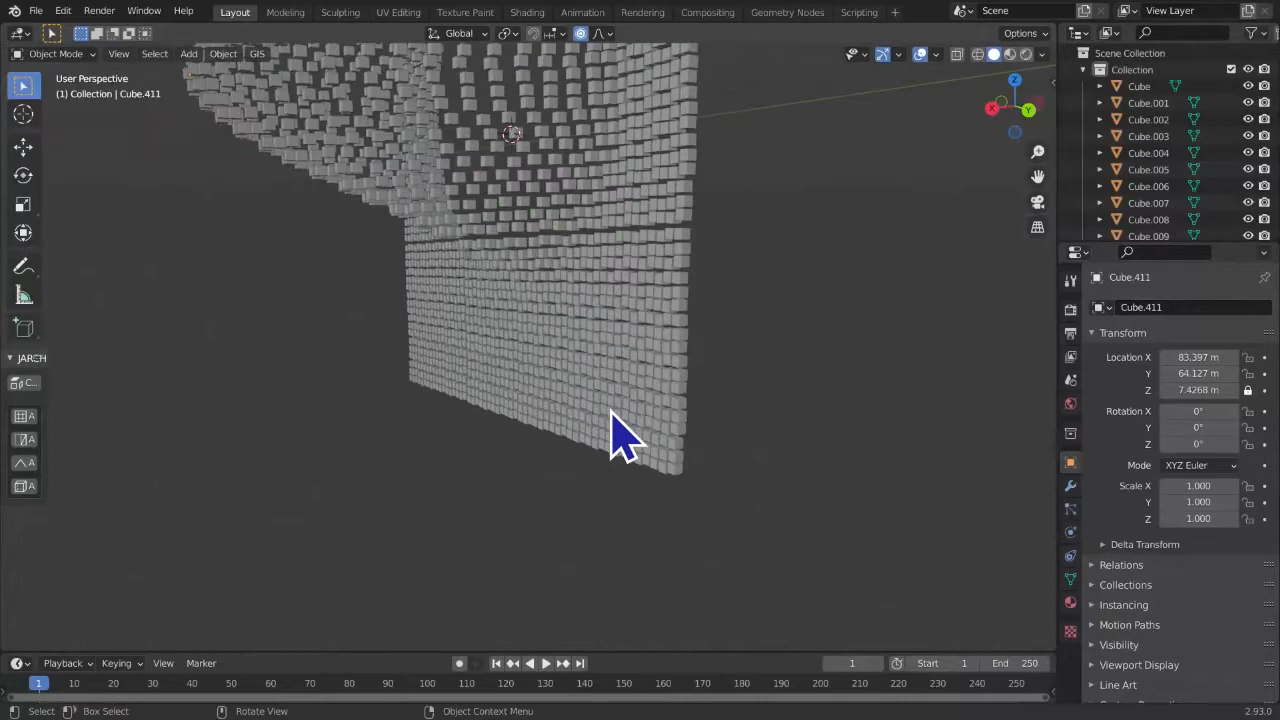 File Edit Render Window Help Layout Modeling Sculpting UV Editing Texture Paint Shading Animation Rendering Compositing Geometry Nodes Scripting + Scene View Layer
Global Options
Object Mode View Select Add Object GIS
User Perspective
(1) Collection | Cube.411
Z
X
Y
JARCH
C...
A
A
A
A
Scene Collection
Collection
Cube
Cube.001
Cube.002
Cube.003
Cube.004
Cube.005
Cube.006
Cube.007
Cube.008
Cube.009
Cube.411
Cube.411
Transform
Location X 83.397 m
Y 64.127 m
Z 7.4268 m
Rotation X 0°
Y 0°
Z 0°
Mode XYZ Euler
Scale X 1.000
Y 1.000
Z 1.000
Delta Transform
Relations
Collections
Instancing
Motion Paths
Visibility
Viewport Display
Line Art
Playback Keying View Marker 1 Start 1 End 250
1 10 20 30 40 50 60 70 80 90 100 110 120 130 140 150 160 170 180 190 200 210 220 230 240 250
Select Box Select Rotate View Object Context Menu 2.93.0